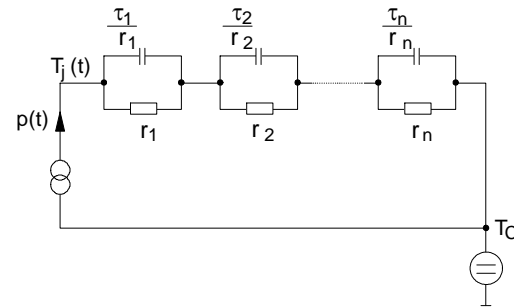 τ1 τ2 τn
r1 r2 rn
Tj(t)
p(t)
r1 r2 rn
TC